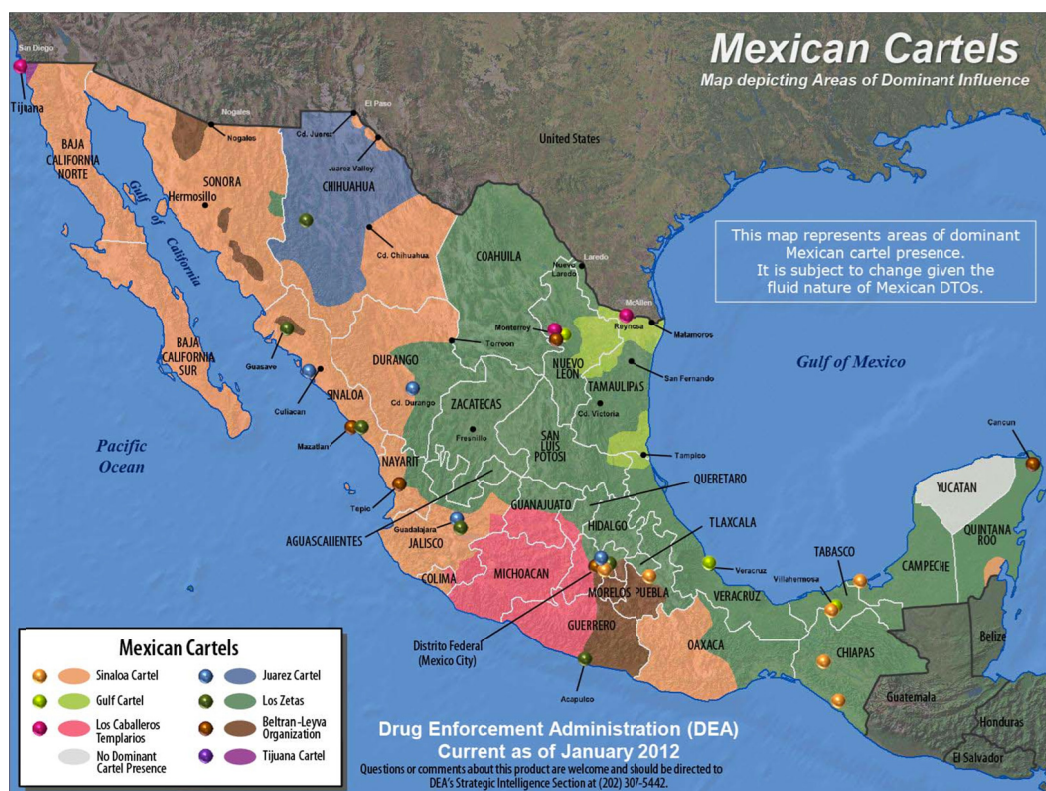 Mexican Cartels
Map depicting Areas of Dominant Influence
San Diego
Tijuana
BAJA
CALIFORNIA
NORTE
Gulf of California
Nogales
Nogales
SONORA
Hermosillo
El Paso
Cd. Juarez
Juarez Valley
CHIHUAHUA
Cd. Chihuahua
United States
This map represents areas of dominant
Mexican cartel presence.
It is subject to change given the
fluid nature of Mexican DTOs.
COAHUILA
Nuevo
Laredo
Laredo
McAllen
Reynosa
Matamoros
Monterrey
Torreon
NUEVO
LEON
San Fernando
TAMAULIPAS
Cd. Victoria
Gulf of Mexico
BAJA
CALIFORNIA
SUR
Guasave
Culiacan
SINALOA
DURANGO
Cd. Durango
Mazatlan
ZACATECAS
Fresnillo
SAN
LUIS
POTOSI
Tampico
Pacific
Ocean
NAYARIT
Tepic
QUERETARO
GUANAJUATO
HIDALGO
TLAXCALA
AGUASCALIENTES
Guadalajara
JALISCO
COLIMA
MICHOACAN
MORELOS
PUEBLA
Veracruz
VERACRUZ
GUERRERO
Distrito Federal
(Mexico City)
OAXACA
Acapulco
Cancun
YUCATAN
QUINTANA
ROO
CAMPECHE
TABASCO
Villahermosa
CHIAPAS
Belize
Guatemala
Honduras
El Salvador
Mexican Cartels
Sinaloa Cartel
Gulf Cartel
Los Caballeros
Templarios
No Dominant
Cartel Presence
Juarez Cartel
Los Zetas
Beltran-Leyva
Organization
Tijuana Cartel
Drug Enforcement Administration (DEA)
Current as of January 2012
Questions or comments about this product are welcome and should be directed to
DEA's Strategic Intelligence Section at (202) 307-5442.